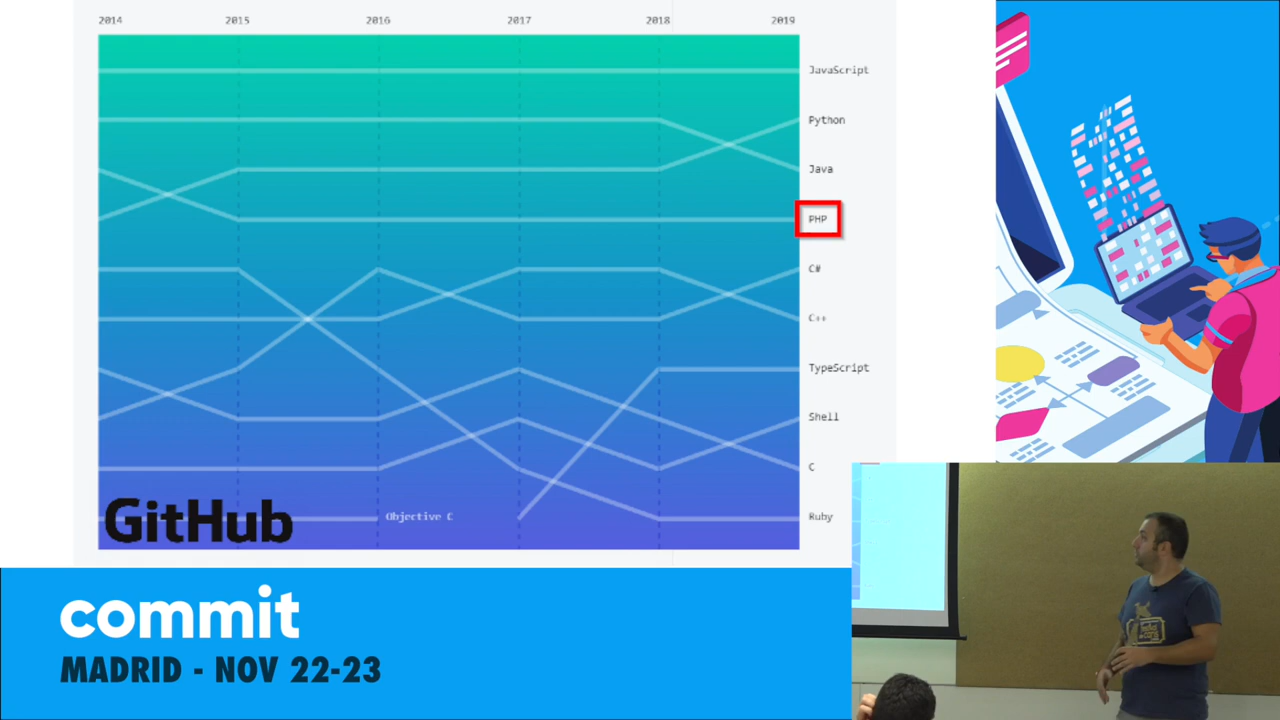 2014 2015 2016 2017 2018 2019
JavaScript
Python
Java
PHP
C#
C++
TypeScript
Shell
C
Objective C
Ruby
GitHub
commit
MADRID - NOV 22-23